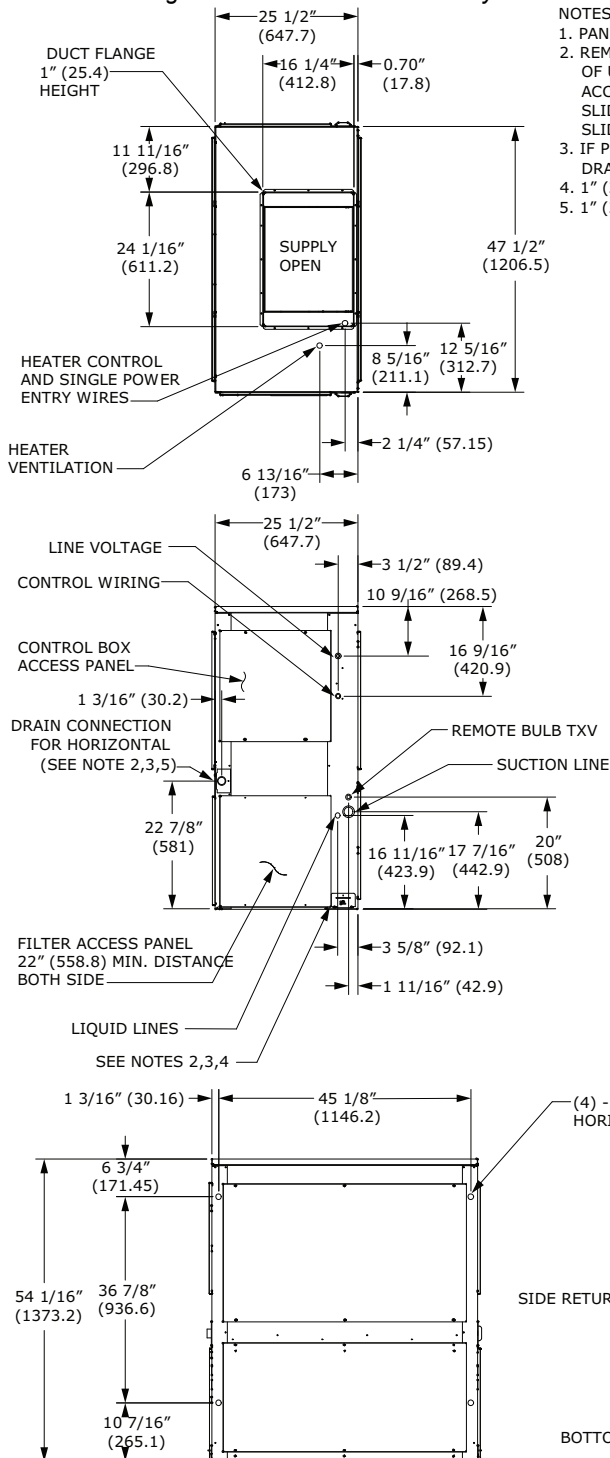 25 1/2"
(647.7)
NOTES
1. PAN
2. REM
OF U
ACC
SLID
SLID
3. IF P
DRA
4. 1" (
5. 1" (
DUCT FLANGE
1" (25.4)
HEIGHT
16 1/4"
(412.8)
0.70"
(17.8)
11 11/16"
(296.8)
24 1/16"
(611.2)
SUPPLY
OPEN
47 1/2"
(1206.5)
HEATER CONTROL
AND SINGLE POWER
ENTRY WIRES
8 5/16"
(211.1)
12 5/16"
(312.7)
HEATER
VENTILATION
2 1/4" (57.15)
6 13/16"
(173)
25 1/2"
(647.7)
LINE VOLTAGE
3 1/2" (89.4)
CONTROL WIRING
10 9/16" (268.5)
16 9/16"
(420.9)
CONTROL BOX
ACCESS PANEL
1 3/16" (30.2)
DRAIN CONNECTION
FOR HORIZONTAL
(SEE NOTE 2,3,5)
REMOTE BULB TXV
SUCTION LINE
22 7/8"
(581)
16 11/16"
(423.9)
17 7/16"
(442.9)
20"
(508)
FILTER ACCESS PANEL
22" (558.8) MIN. DISTANCE
BOTH SIDE
3 5/8" (92.1)
1 11/16" (42.9)
LIQUID LINES
SEE NOTES 2,3,4
1 3/16" (30.16)
45 1/8"
(1146.2)
(4) -
HORI
6 3/4"
(171.45)
54 1/16"
(1373.2)
36 7/8"
(936.6)
SIDE RETUR
10 7/16"
(265.1)
BOTTO